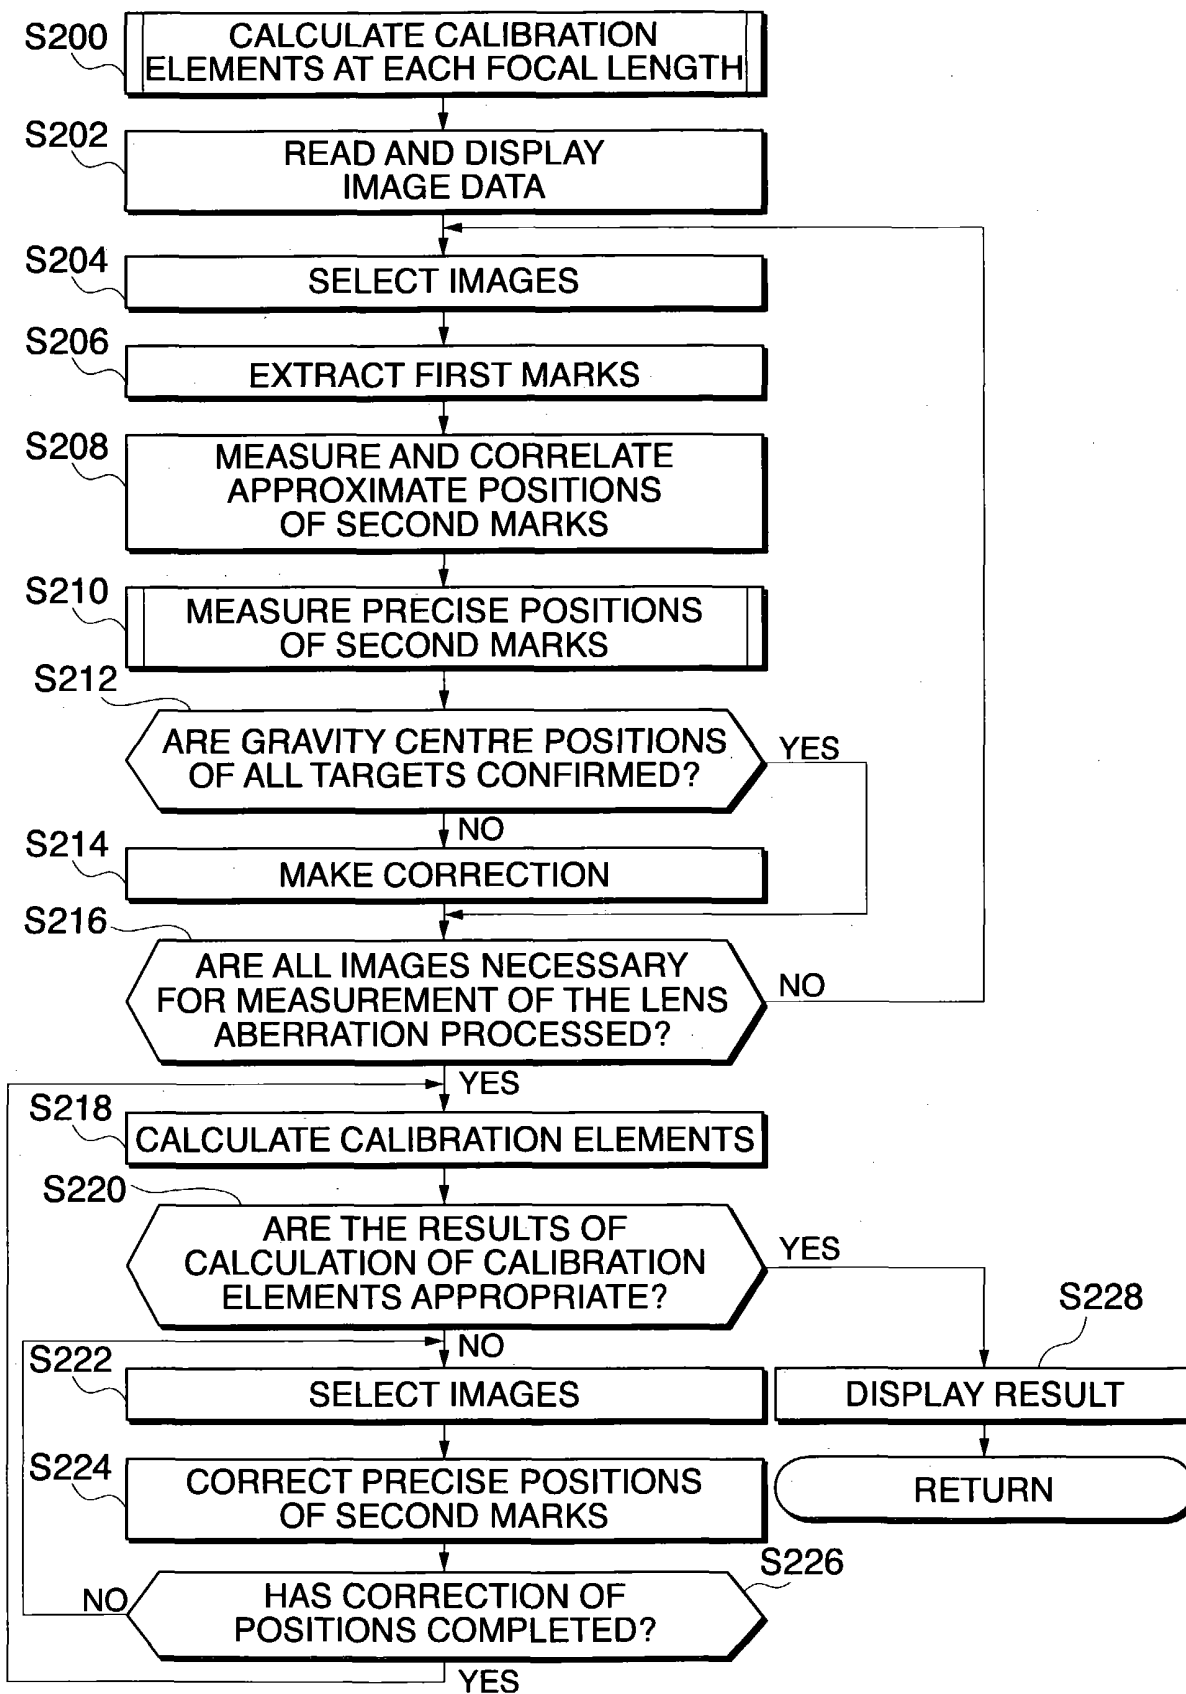 S200
CALCULATE CALIBRATION
ELEMENTS AT EACH FOCAL LENGTH
S202
READ AND DISPLAY
IMAGE DATA
S204
SELECT IMAGES
S206
EXTRACT FIRST MARKS
S208
MEASURE AND CORRELATE
APPROXIMATE POSITIONS
OF SECOND MARKS
S210
MEASURE PRECISE POSITIONS
OF SECOND MARKS
S212
ARE GRAVITY CENTRE POSITIONS
OF ALL TARGETS CONFIRMED?
YES
NO
S214
MAKE CORRECTION
S216
ARE ALL IMAGES NECESSARY
FOR MEASUREMENT OF THE LENS
ABERRATION PROCESSED?
NO
YES
S218
CALCULATE CALIBRATION ELEMENTS
S220
ARE THE RESULTS OF
CALCULATION OF CALIBRATION
ELEMENTS APPROPRIATE?
YES
NO
S228
DISPLAY RESULT
RETURN
S222
SELECT IMAGES
S224
CORRECT PRECISE POSITIONS
OF SECOND MARKS
S226
HAS CORRECTION OF
POSITIONS COMPLETED?
NO
YES